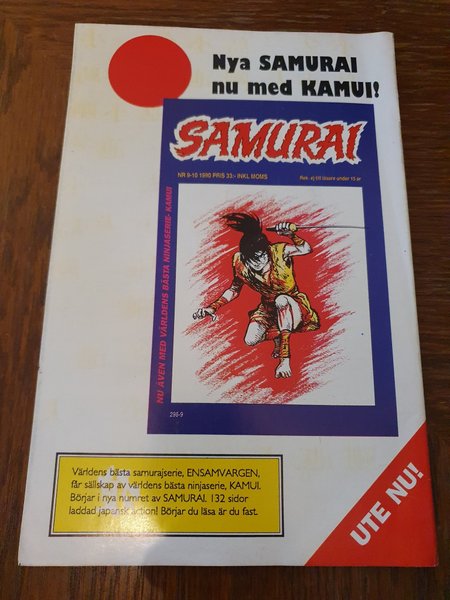 Nya SAMURAI
nu med KAMUI!
SAMURAI
NR 9-10 1990 PRIS 33:- INKL MOMS
Rek. ej till läsare under 15 år
NU ÄVEN MED VÄRLDENS BÄSTA NINJASERIE- KAMUI
298-9
Världens bästa samurajserie, ENSAMVARGEN,
får sällskap av världens bästa ninjaserie, KAMUI.
Börjar i nya numret av SAMURAI. 132 sidor
laddad japansk action! Börjar du läsa är du fast.
UTE NU!